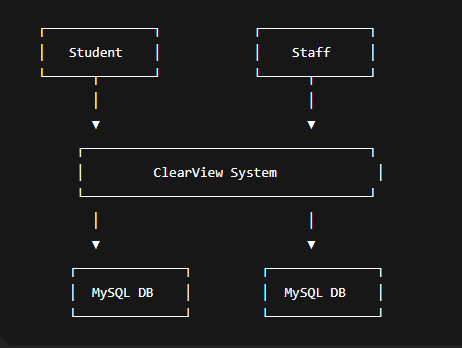 Student Staff
ClearView System
MySQL DB MySQL DB